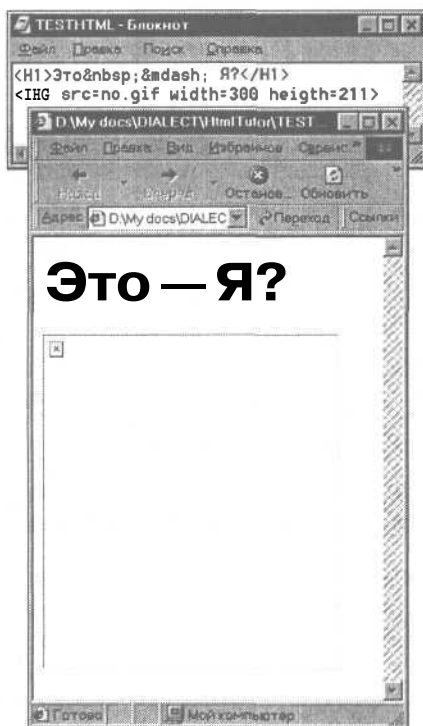 TESTHTML - Блокнот
Файл Правка Поиск Справка
<H1>Это&nbsp;&mdash; Я?</H1>
<IMG src=no.gif width=300 heigth=211>
D:\My docs\DIALECT\HtmlTutor\TEST
Файл Правка Вид Избранное Сервис »
Назад Вперед Останов... Обновить »
Адрес D:\My docs\DIALEC Переход Ссылки
Это — Я?
Готово Мой компьютер